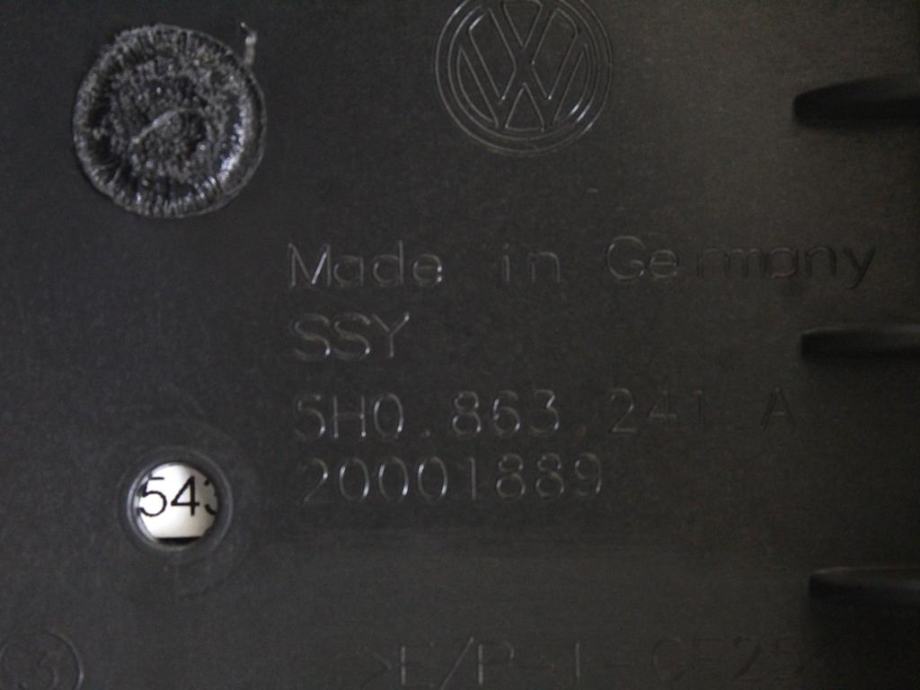 Made in Germany
SSY
5H0.863.241.A
20001889
543